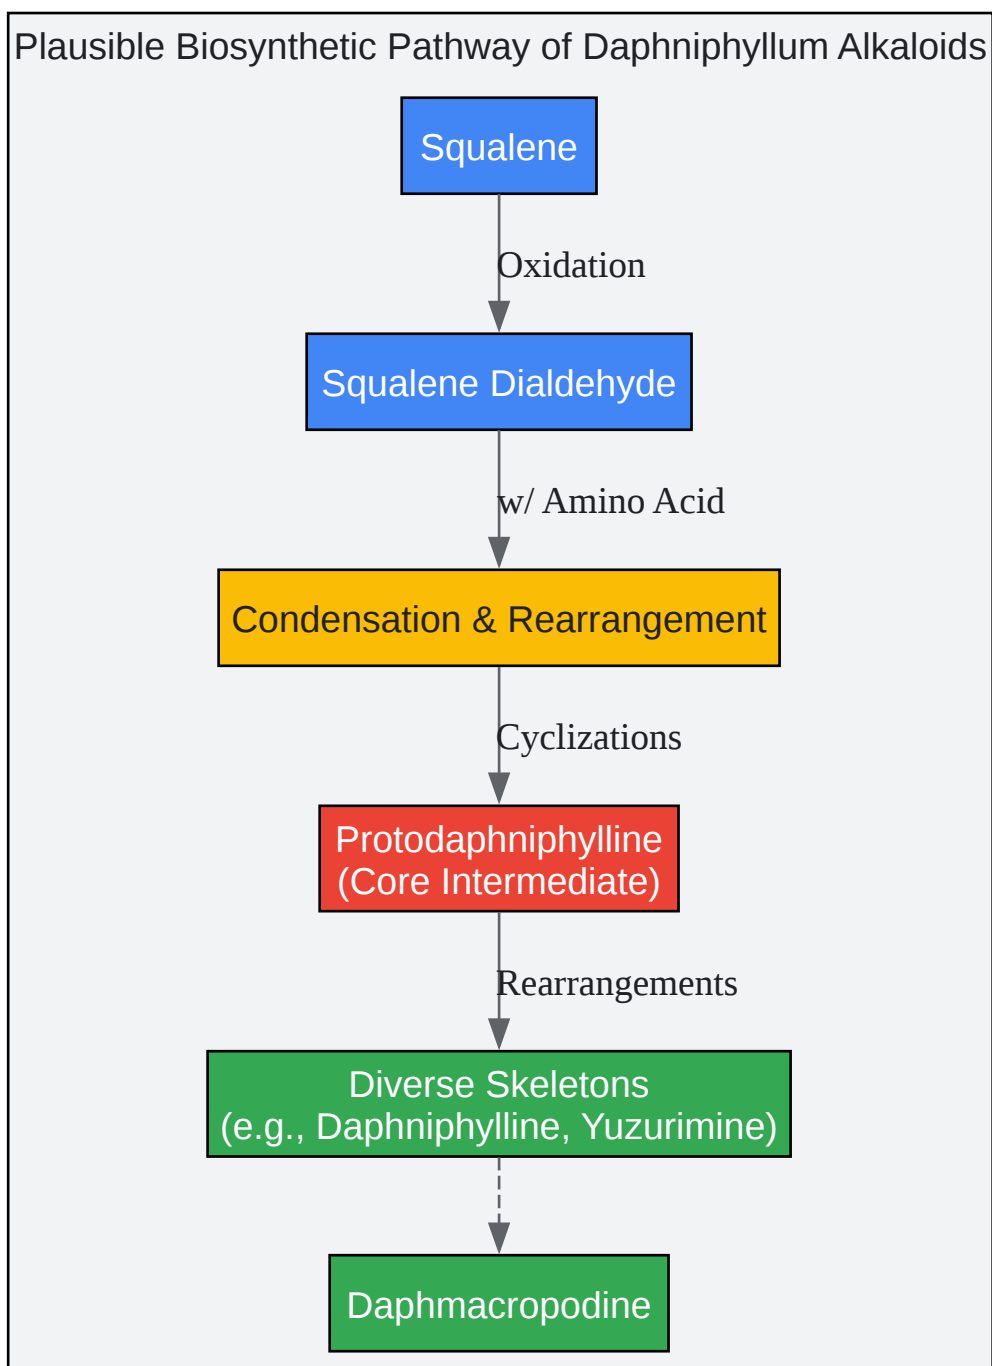 Plausible Biosynthetic Pathway of Daphniphyllum Alkaloids
Squalene
Oxidation
Squalene Dialdehyde
w/ Amino Acid
Condensation & Rearrangement
Cyclizations
Protodaphniphylline
(Core Intermediate)
Rearrangements
Diverse Skeletons
(e.g., Daphniphylline, Yuzurimine)
Daphmacropodine